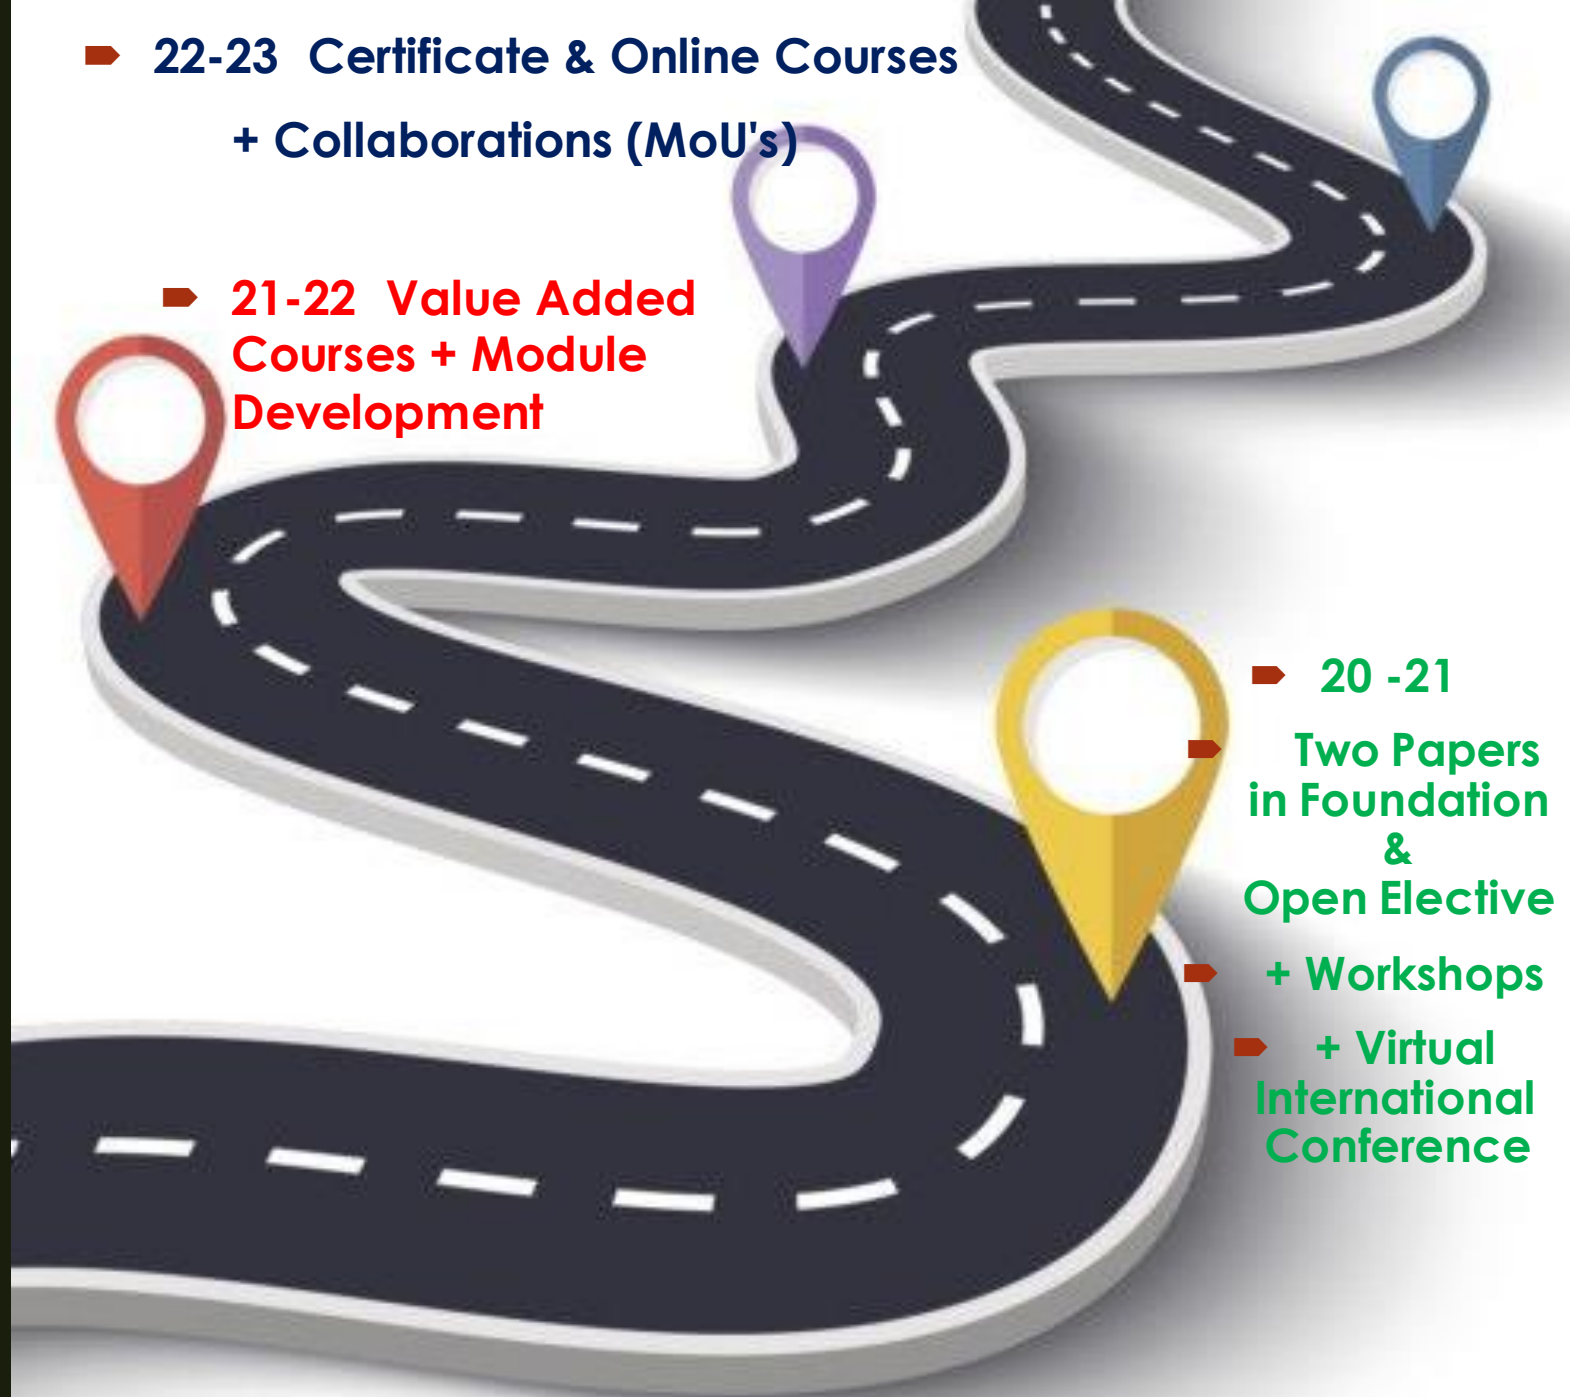 22-23 Certificate & Online Courses
+ Collaborations (MoU's)
21-22 Value Added
Courses + Module
Development
20 -21
Two Papers
in Foundation
&
Open Elective
+ Workshops
+ Virtual
International
Conference